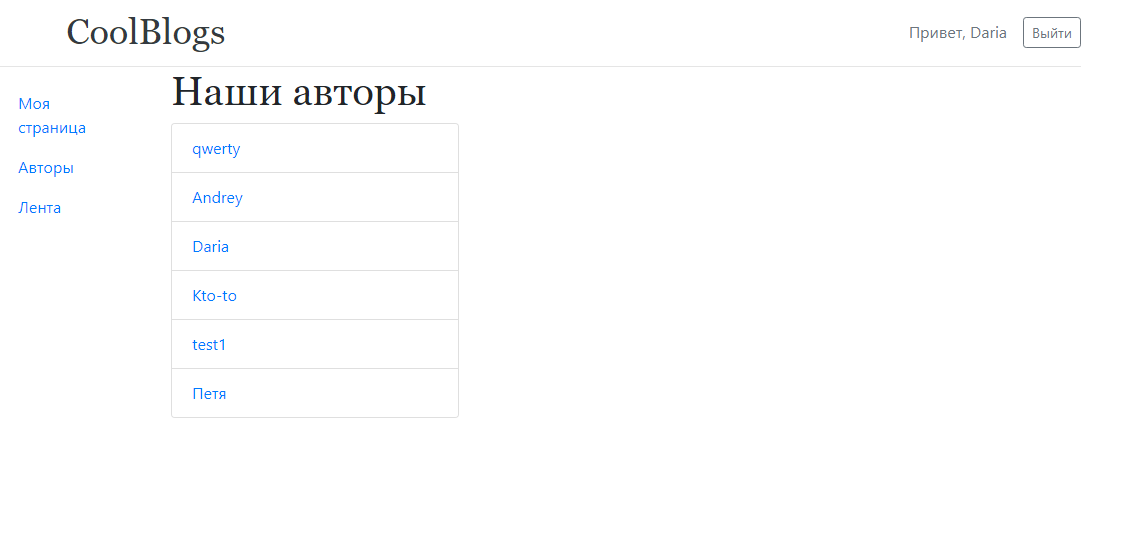 CoolBlogs
Привет, Daria
Выйти
Моя
страница
Авторы
Лента
Наши авторы
qwerty
Andrey
Daria
Kto-to
test1
Петя